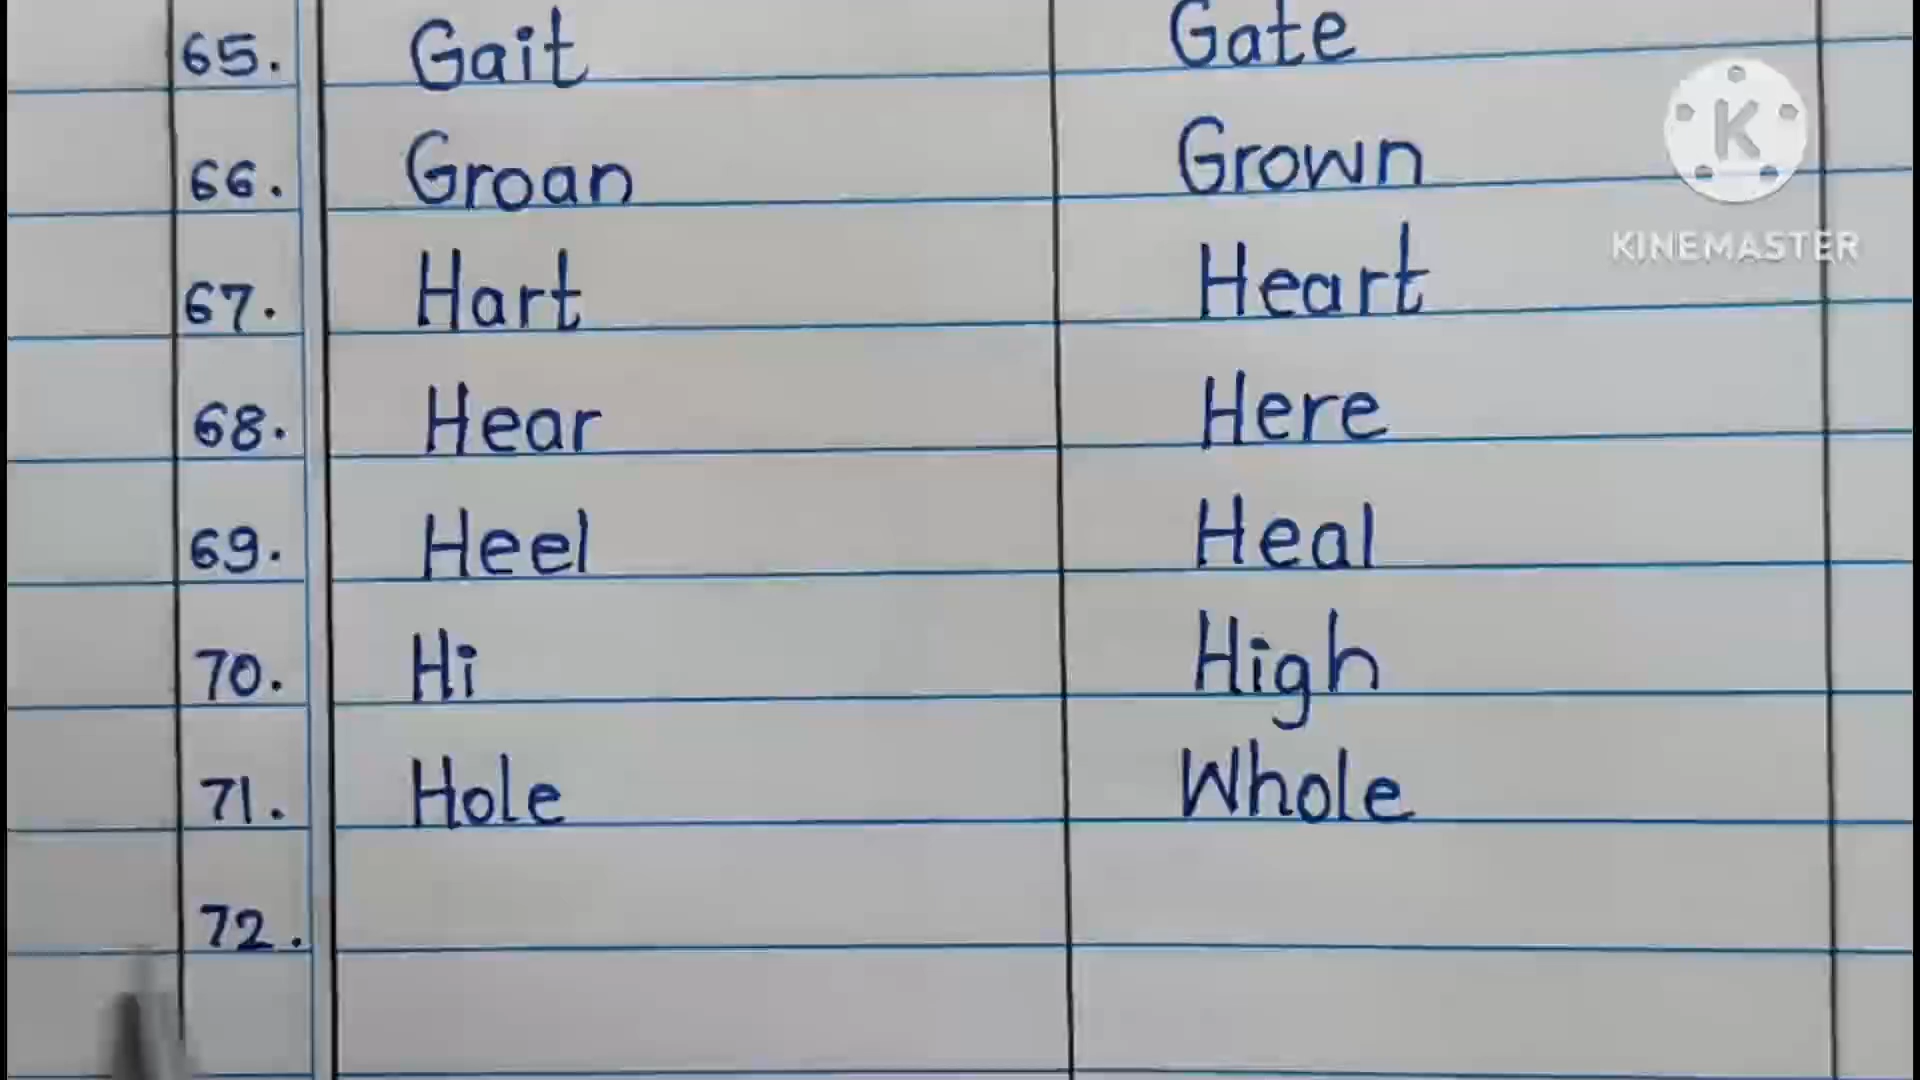 65. Gait Gate
66. Groan Grown
67. Hart Heart
68. Hear Here
69. Heel Heal
70. Hi High
71. Hole Whole
72.
K
KINEMASTER